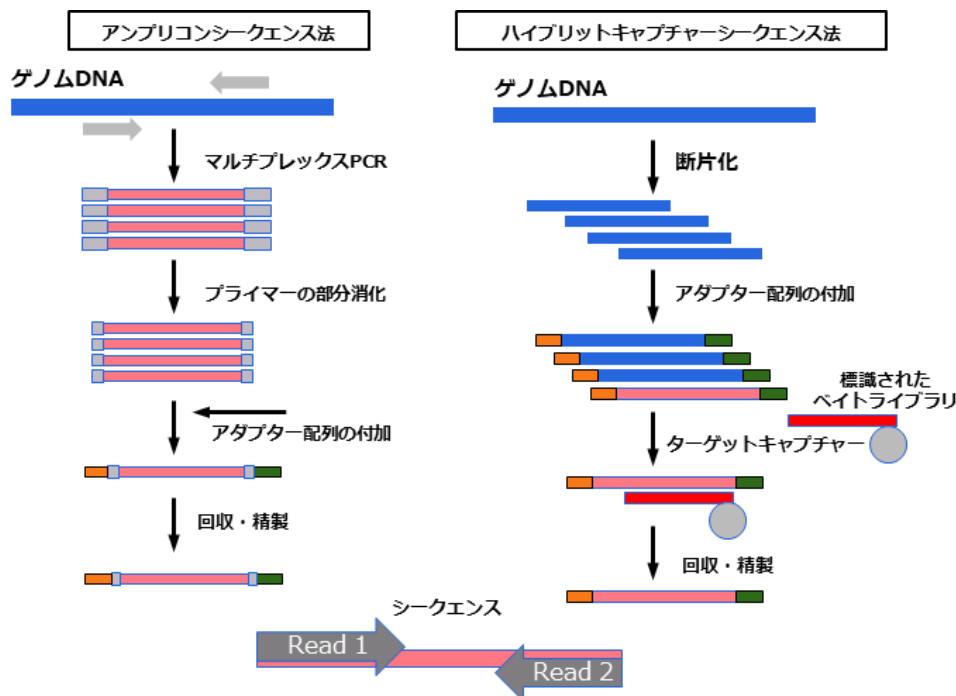 アンプリコンシークエンス法
ゲノムDNA
マルチプレックスPCR
プライマーの部分消化
アダプター配列の付加
回収・精製
ハイブリットキャプチャーシークエンス法
ゲノムDNA
断片化
アダプター配列の付加
標識された
ベイトライブラリ
ターゲットキャプチャー
回収・精製
シークエンス
Read 1
Read 2